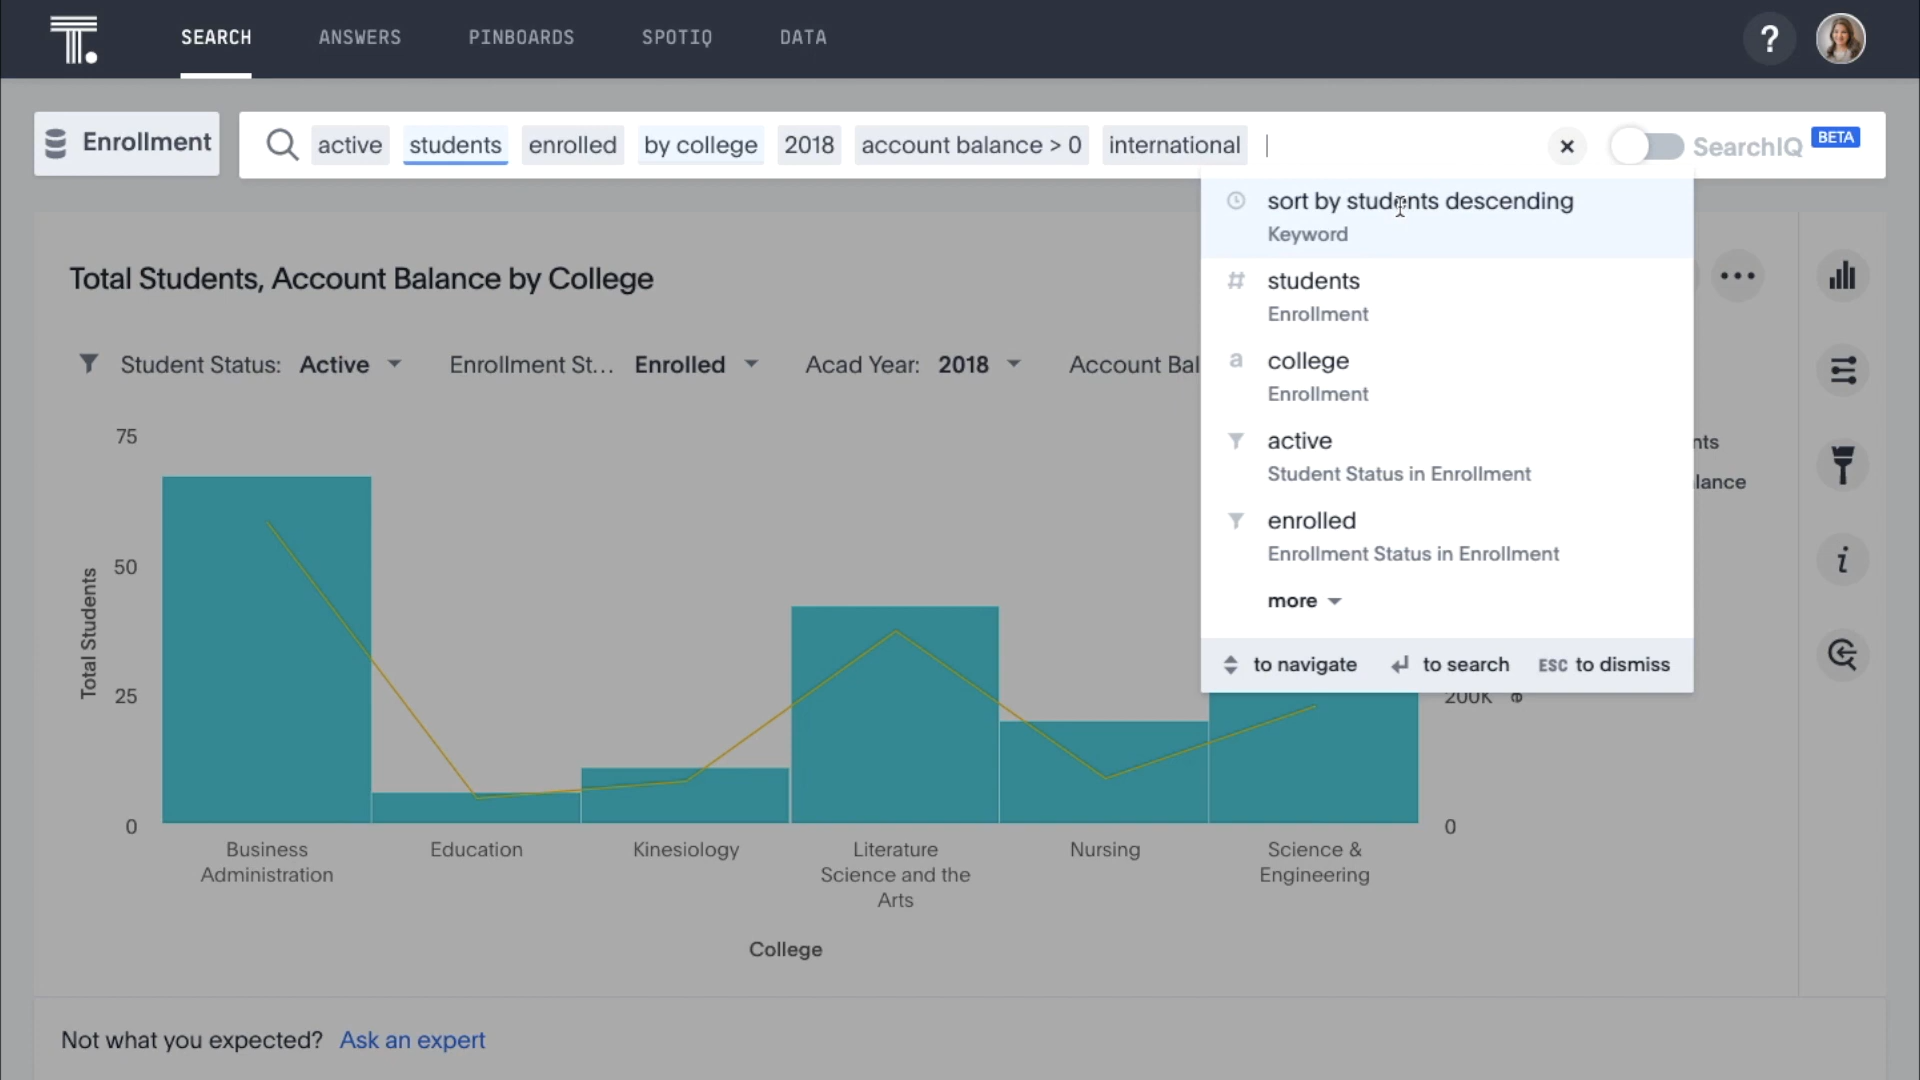 T.
SEARCH
ANSWERS
PINBOARDS
SPOTIQ
DATA
?
Enrollment
active students enrolled by college 2018 account balance > 0 international
SearchIQ
BETA
sort by students descending
Keyword
students
Enrollment
college
Enrollment
active
Student Status in Enrollment
enrolled
Enrollment Status in Enrollment
more
to navigate
to search
ESC to dismiss
Total Students, Account Balance by College
Student Status: Active
Enrollment St... Enrolled
Acad Year: 2018
Account Bal
nts
lance
75
50
25
0
Total Students
200K
0
Business
Administration
Education
Kinesiology
Literature
Science and the
Arts
Nursing
Science &
Engineering
College
Not what you expected? Ask an expert